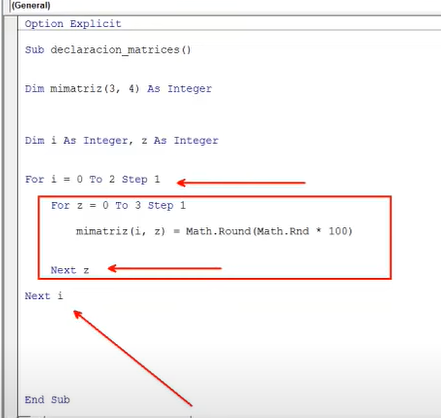 (General)
Option Explicit
Sub declaracion_matrices()
Dim mimatriz(3, 4) As Integer
Dim i As Integer, z As Integer
For i = 0 To 2 Step 1
For z = 0 To 3 Step 1
mimatriz(i, z) = Math.Round(Math.Rnd * 100)
Next z
Next i
End Sub